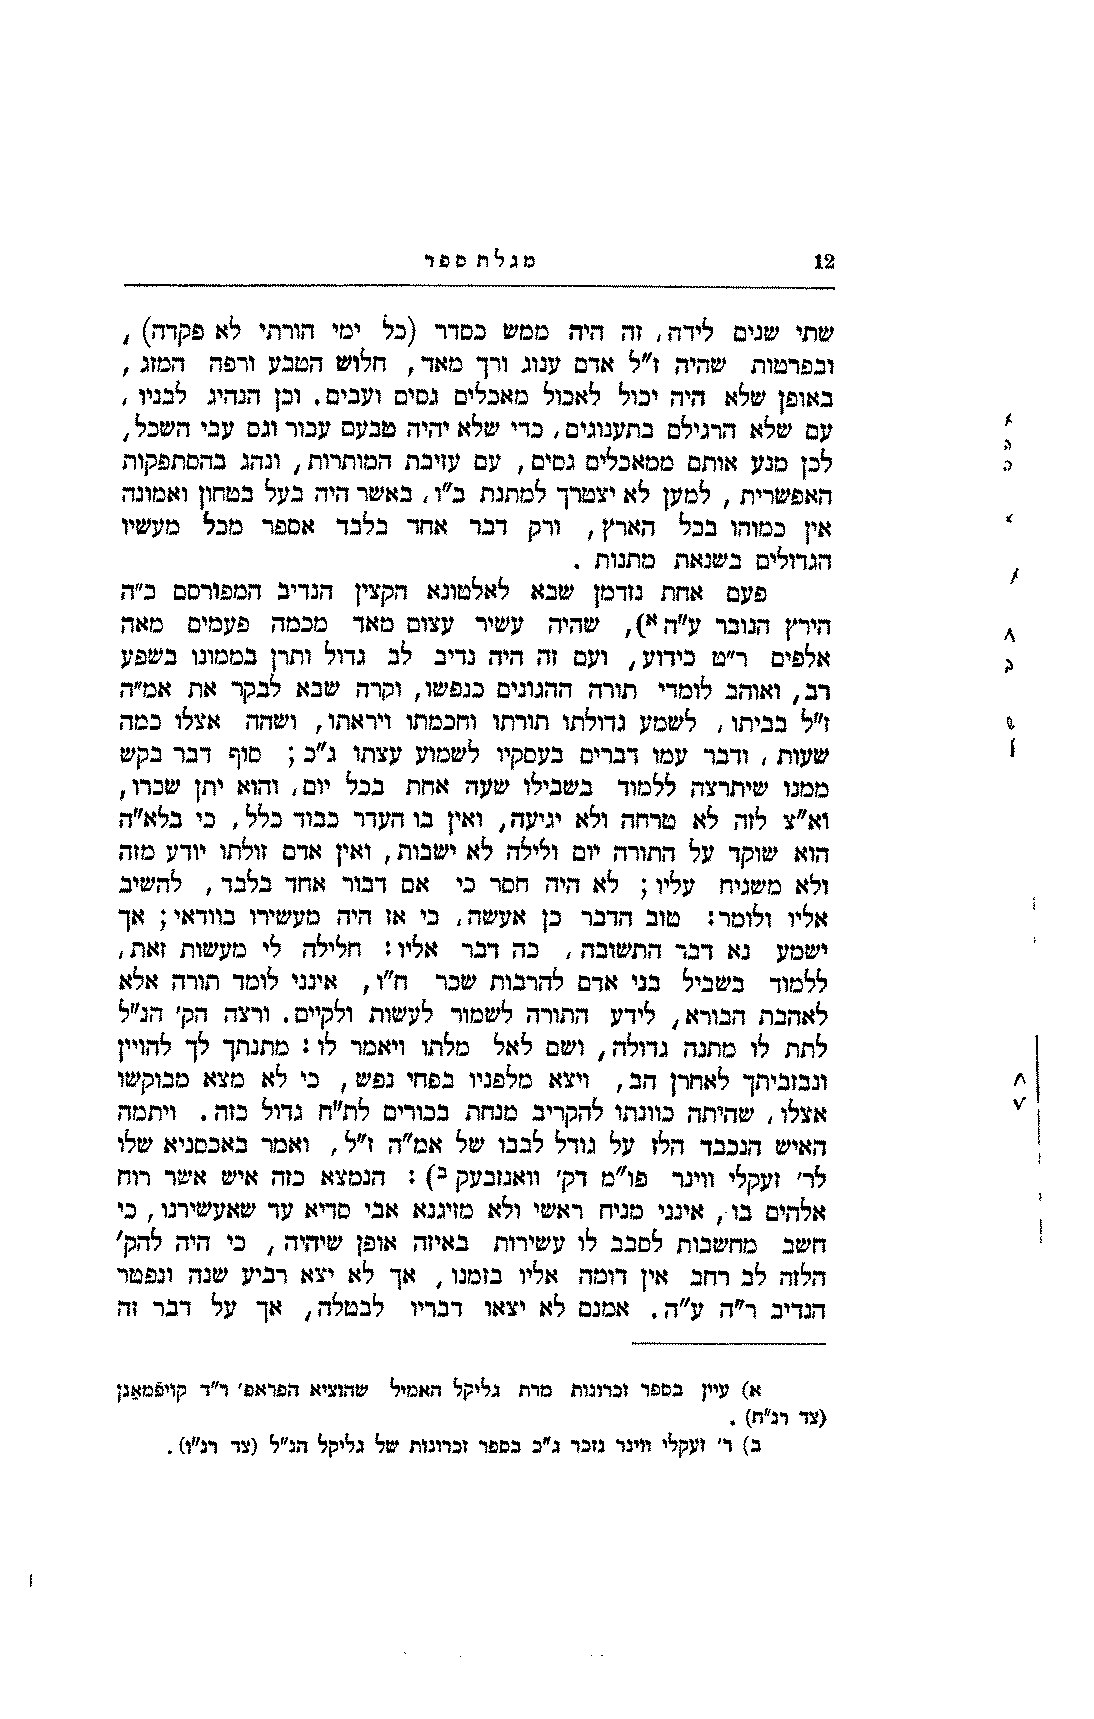 12 מגלת ספר
שתי שנים לידה, זה היה ממש כסדר (כל ימי הורתי לא פקדה),
ובפרטות שהיה ז"ל אדם ענוג ורך מאד, חלוש הטבע ורפה המזג,
באופן שלא היה יכול לאכול מאכלים גסים ועבים. וכן הנהיג לבניו,
עם שלא הרגילם בתענוגים, כדי שלא יהיה טבעם עבור וגם עבי השכל,
לכן מנע אותם ממאכלים גסים, עם עזיבת המותרות, ונהג בהסתפקות
האפשרית, למען לא יצטרך למתנת ב"ו, באשר היה בעל בטחון ואמונה
אין כמוהו בכל הארץ, ורק דבר אחד בלבד אספר מכל מעשיו
הגדולים בשנאת מתנות.
פעם אחת נזדמן שבא לאלטונא הקצין הנדיב המפורסם כ"ה
הירץ הנובר ע"ה א), שהיה עשיר עצום מאד מכמה פעמים מאה
אלפים ר"ט כידוע, ועם זה היה נדיב לב גדול ותרן בממונו בשפע
רב, ואוהב לומדי תורה ההגונים כנפשו, וקרה שבא לבקר את אמ"ה
ז"ל בביתו, לשמע גדולתו תורתו וחכמתו ויראתו, ושהה אצלו כמה
שעות, ודבר עמו דברים בעסקיו לשמוע עצתו ג"כ; סוף דבר בקש
ממנו שיתרצה ללמוד בשבילו שעה אחת בכל יום, והוא יתן שכרו,
וא"צ לזה לא טרחה ולא יגיעה, ואין בו העדר כבוד כלל, כי בלא"ה
הוא שוקד על התורה יום ולילה לא ישבות, ואין אדם זולתו יודע מזה
ולא משגיח עליו; לא היה חסר כי אם דבור אחד בלבד, להשיב
אליו ולומר: טוב הדבר כן אעשה, כי אז היה מעשירו בוודאי; אך
ישמע נא דבר התשובה, כה דבר אליו: חלילה לי מעשות זאת,
ללמוד בשביל בני אדם להרבות שכר ח"ו, אינני לומד תורה אלא
לאהבת הבורא, לידע התורה לשמור לעשות ולקיים. ורצה הק' הנ"ל
לתת לו מתנה גדולה, ושם לאל מלתו ויאמר לו: מתנתך לך להויין
ונבזביתך לאחרן הב, ויצא מלפניו בפחי נפש, כי לא מצא מבוקשו
אצלו, שהיתה כוונתו להקריב מנחת בכורים לת"ח גדול כזה. ויתמה
האיש הנכבד הלז על גודל לבבו של אמ"ה ז"ל, ואמר באכסניא שלו
לר' זעקלי ווינר פו"מ דק' וואנזבעק ב): הנמצא כזה איש אשר רוח
אלהים בו, אינני מניח ראשי ולא מזיגנא אבי סדיא עד שאעשירנו, כי
חשב מחשבות לסבב לו עשירות באיזה אופן שיהיה, כי היה להק'
הלזה לב רחב אין דומה אליו בזמנו, אך לא יצא רביע שנה ונפטר
הנדיב ר"ה ע"ה. אמנם לא יצאו דבריו לבטלה, אך על דבר זה
א) עיין בספר זכרונות מרת גליקל האמיל שהוציא הפראפ' ר"ד קויפמאנן
(צד רנ"ח).
ב) ר' זעקלי ווינר נזכר ג"כ בספר זכרונות של גליקל הנ"ל (צד רנ"ו).